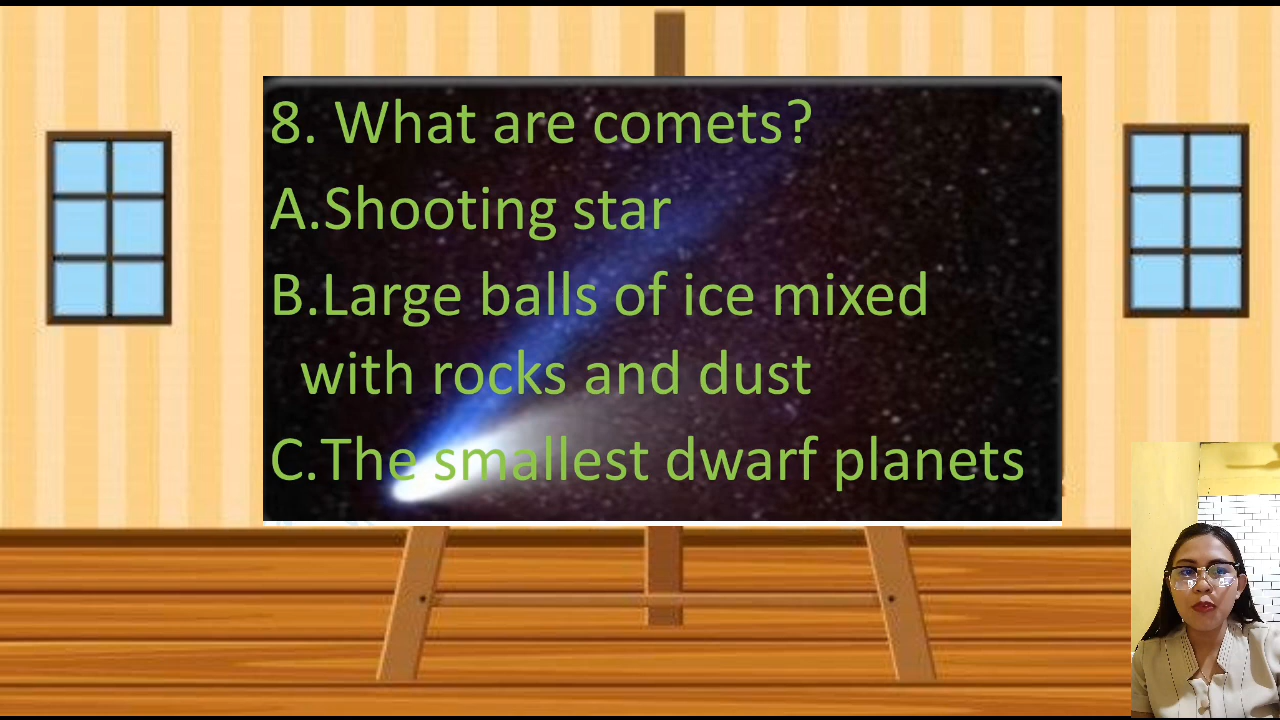 8. What are comets?
A.Shooting star
B.Large balls of ice mixed
with rocks and dust
C.The smallest dwarf planets